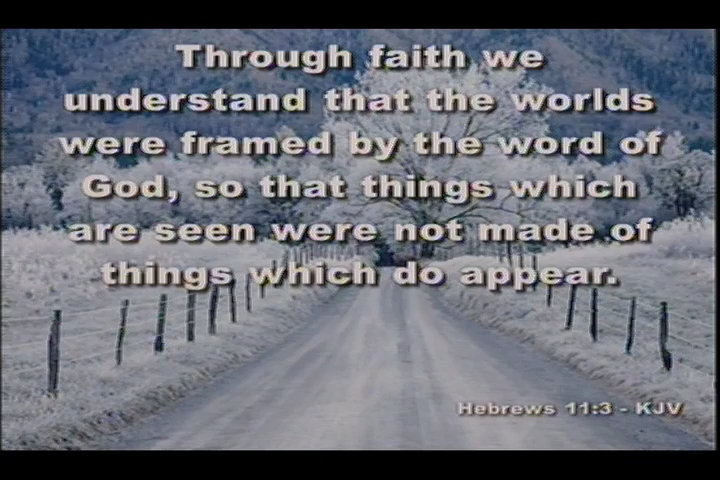 Through faith we
understand that the worlds
were framed by the word of
God, so that things which
are seen were not made of
things which do appear.
Hebrews 11:3 - KJV